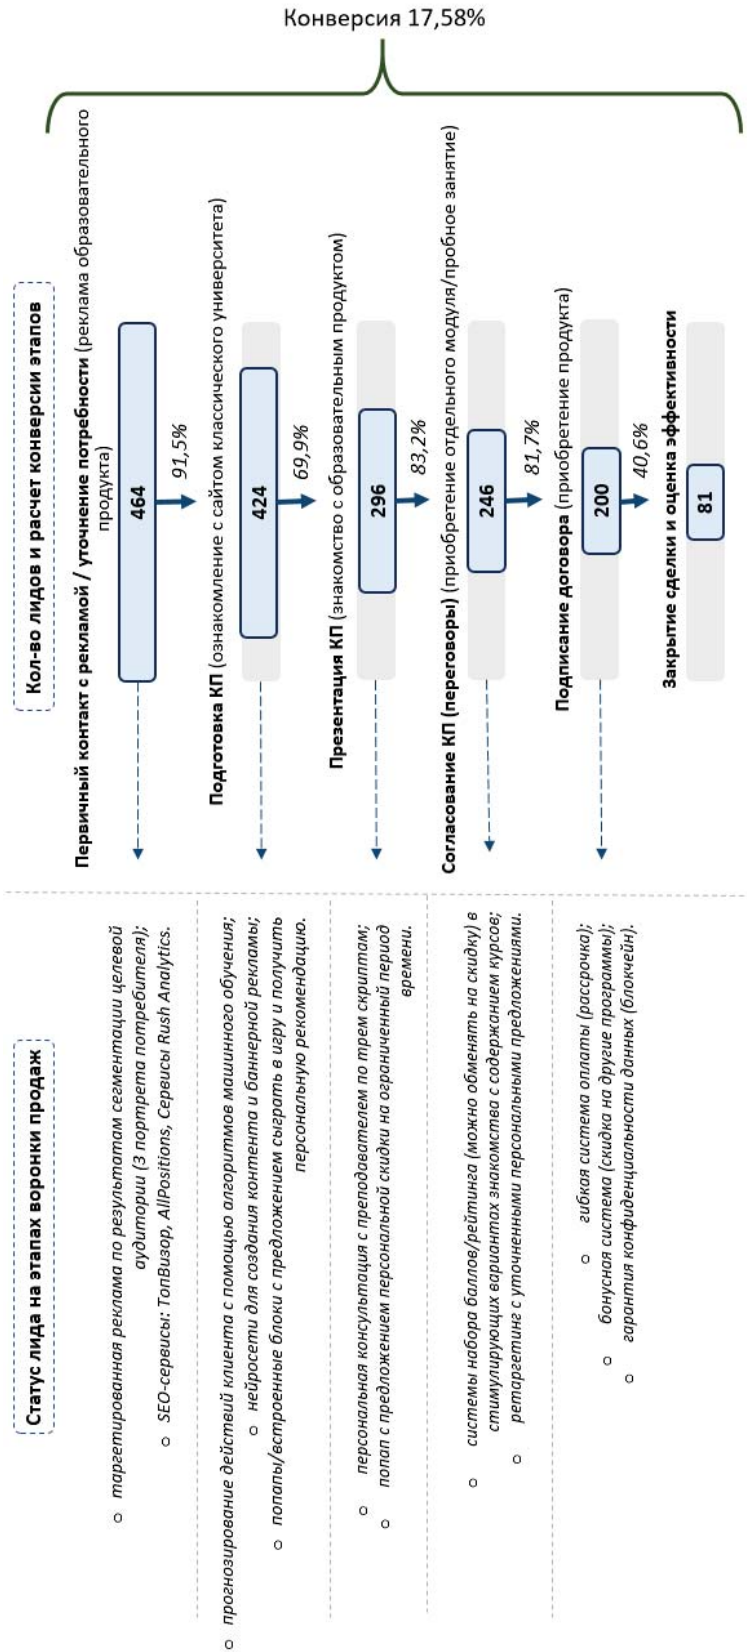 Конверсия 17,58%
Статус лида на этапах воронки продаж
Кол-во лидов и расчет конверсии этапов
Первичный контакт с рекламой / уточнение потребности (реклама образовательного
продукта)
464
91,5%
○ таргетированная реклама по результатам сегментации целевой
аудитории (3 портрета потребителя);
○ SEO-сервисы: ТопВизор, AllPositions, Сервисы Rush Analytics.
Подготовка КП (ознакомление с сайтом классического университета)
424
69,9%
○ прогнозирование действий клиента с помощью алгоритмов машинного обучения;
○ нейросети для создания контента и баннерной рекламы;
○ попапы/встроенные блоки с предложением сыграть в игру и получить
персональную рекомендацию.
Презентация КП (знакомство с образовательным продуктом)
296
83,2%
○ персональная консультация с преподавателем по трем скриптам;
○ попап с предложением персональной скидки на ограниченный период
времени.
Согласование КП (переговоры) (приобретение отдельного модуля/пробное занятие)
246
81,7%
○ системы набора баллов/рейтинга (можно обменять на скидку) в
стимулирующих вариантах знакомства с содержанием курсов;
○ ретаргетинг с уточненными персональными предложениями.
Подписание договора (приобретение продукта)
200
40,6%
○ гибкая система оплаты (рассрочка);
○ бонусная система (скидка на другие программы);
○ гарантия конфиденциальности данных (блокчейн).
Закрытие сделки и оценка эффективности
81